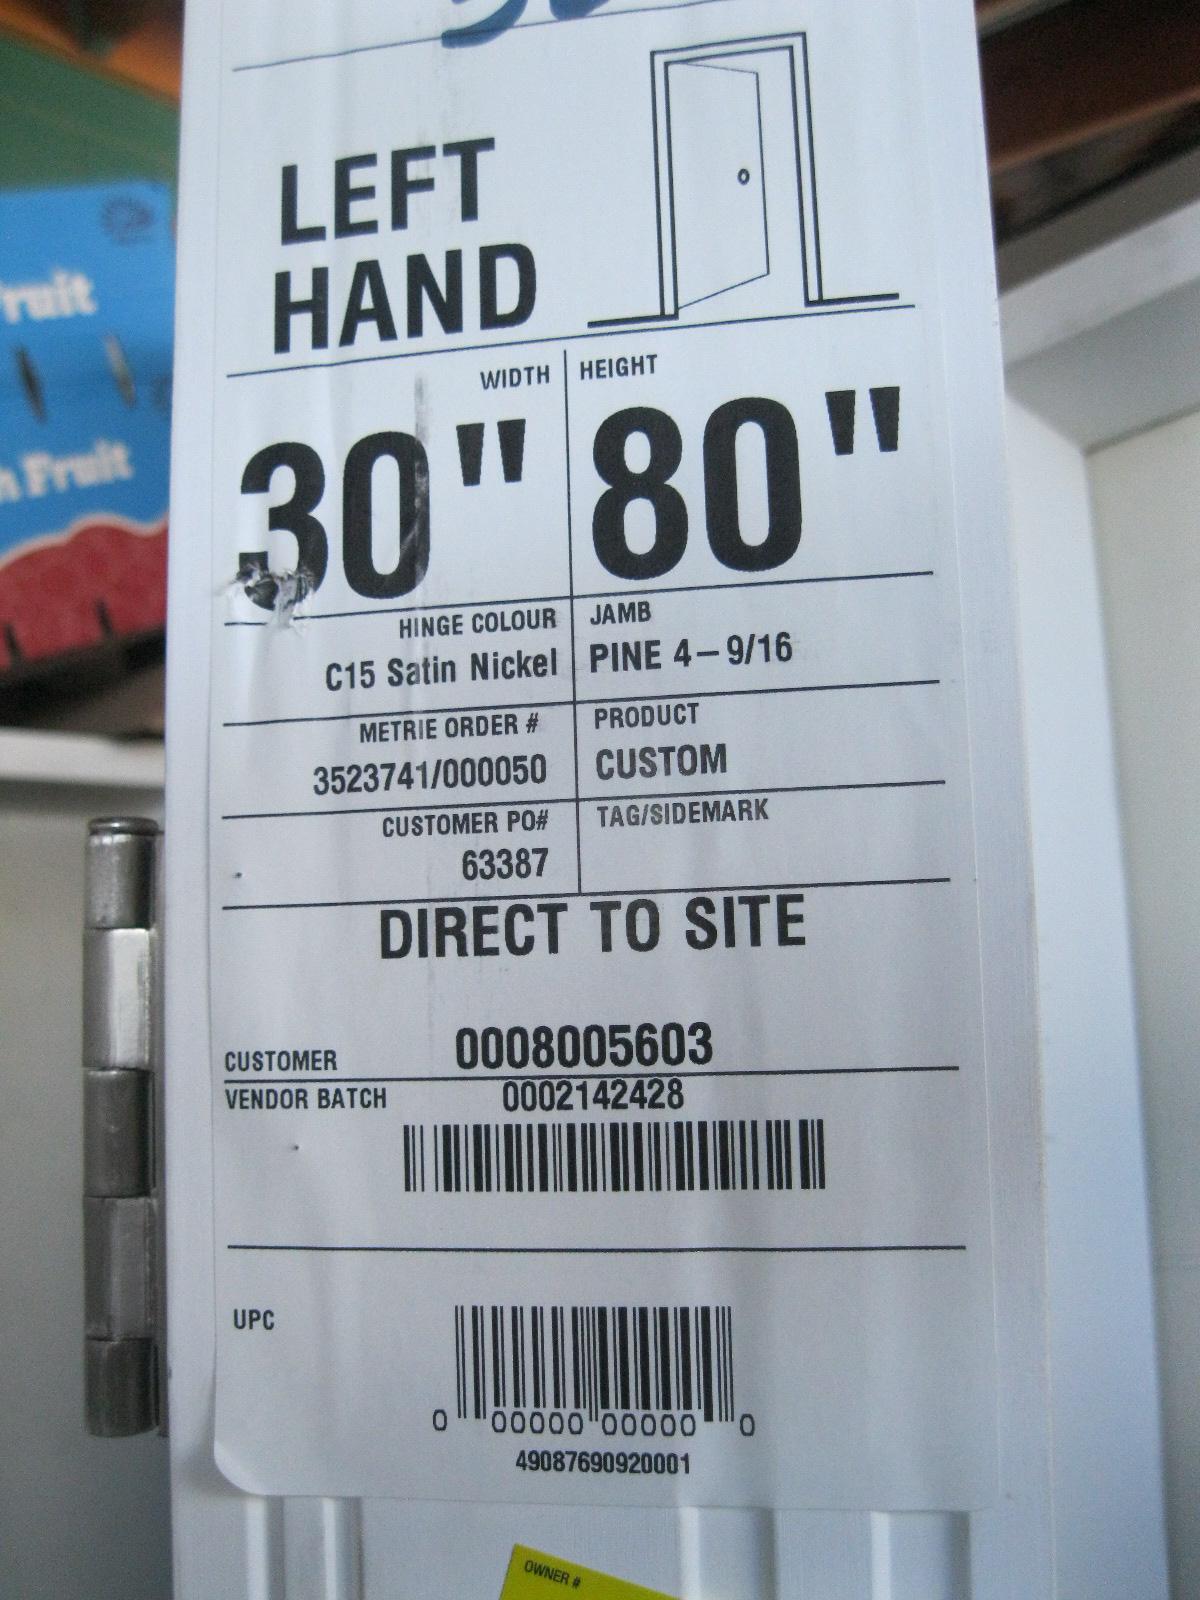 LEFT
HAND
WIDTH
30"
HEIGHT
80"
HINGE COLOUR
C15 Satin Nickel
JAMB
PINE 4-9/16
METRIE ORDER #
3523741/000050
PRODUCT
CUSTOM
CUSTOMER PO#
63387
TAG/SIDEMARK
DIRECT TO SITE
CUSTOMER 0008005603
VENDOR BATCH 0002142428
UPC
0 00000 00000 0
49087690920001
OWNER #
Fruit
Fruit